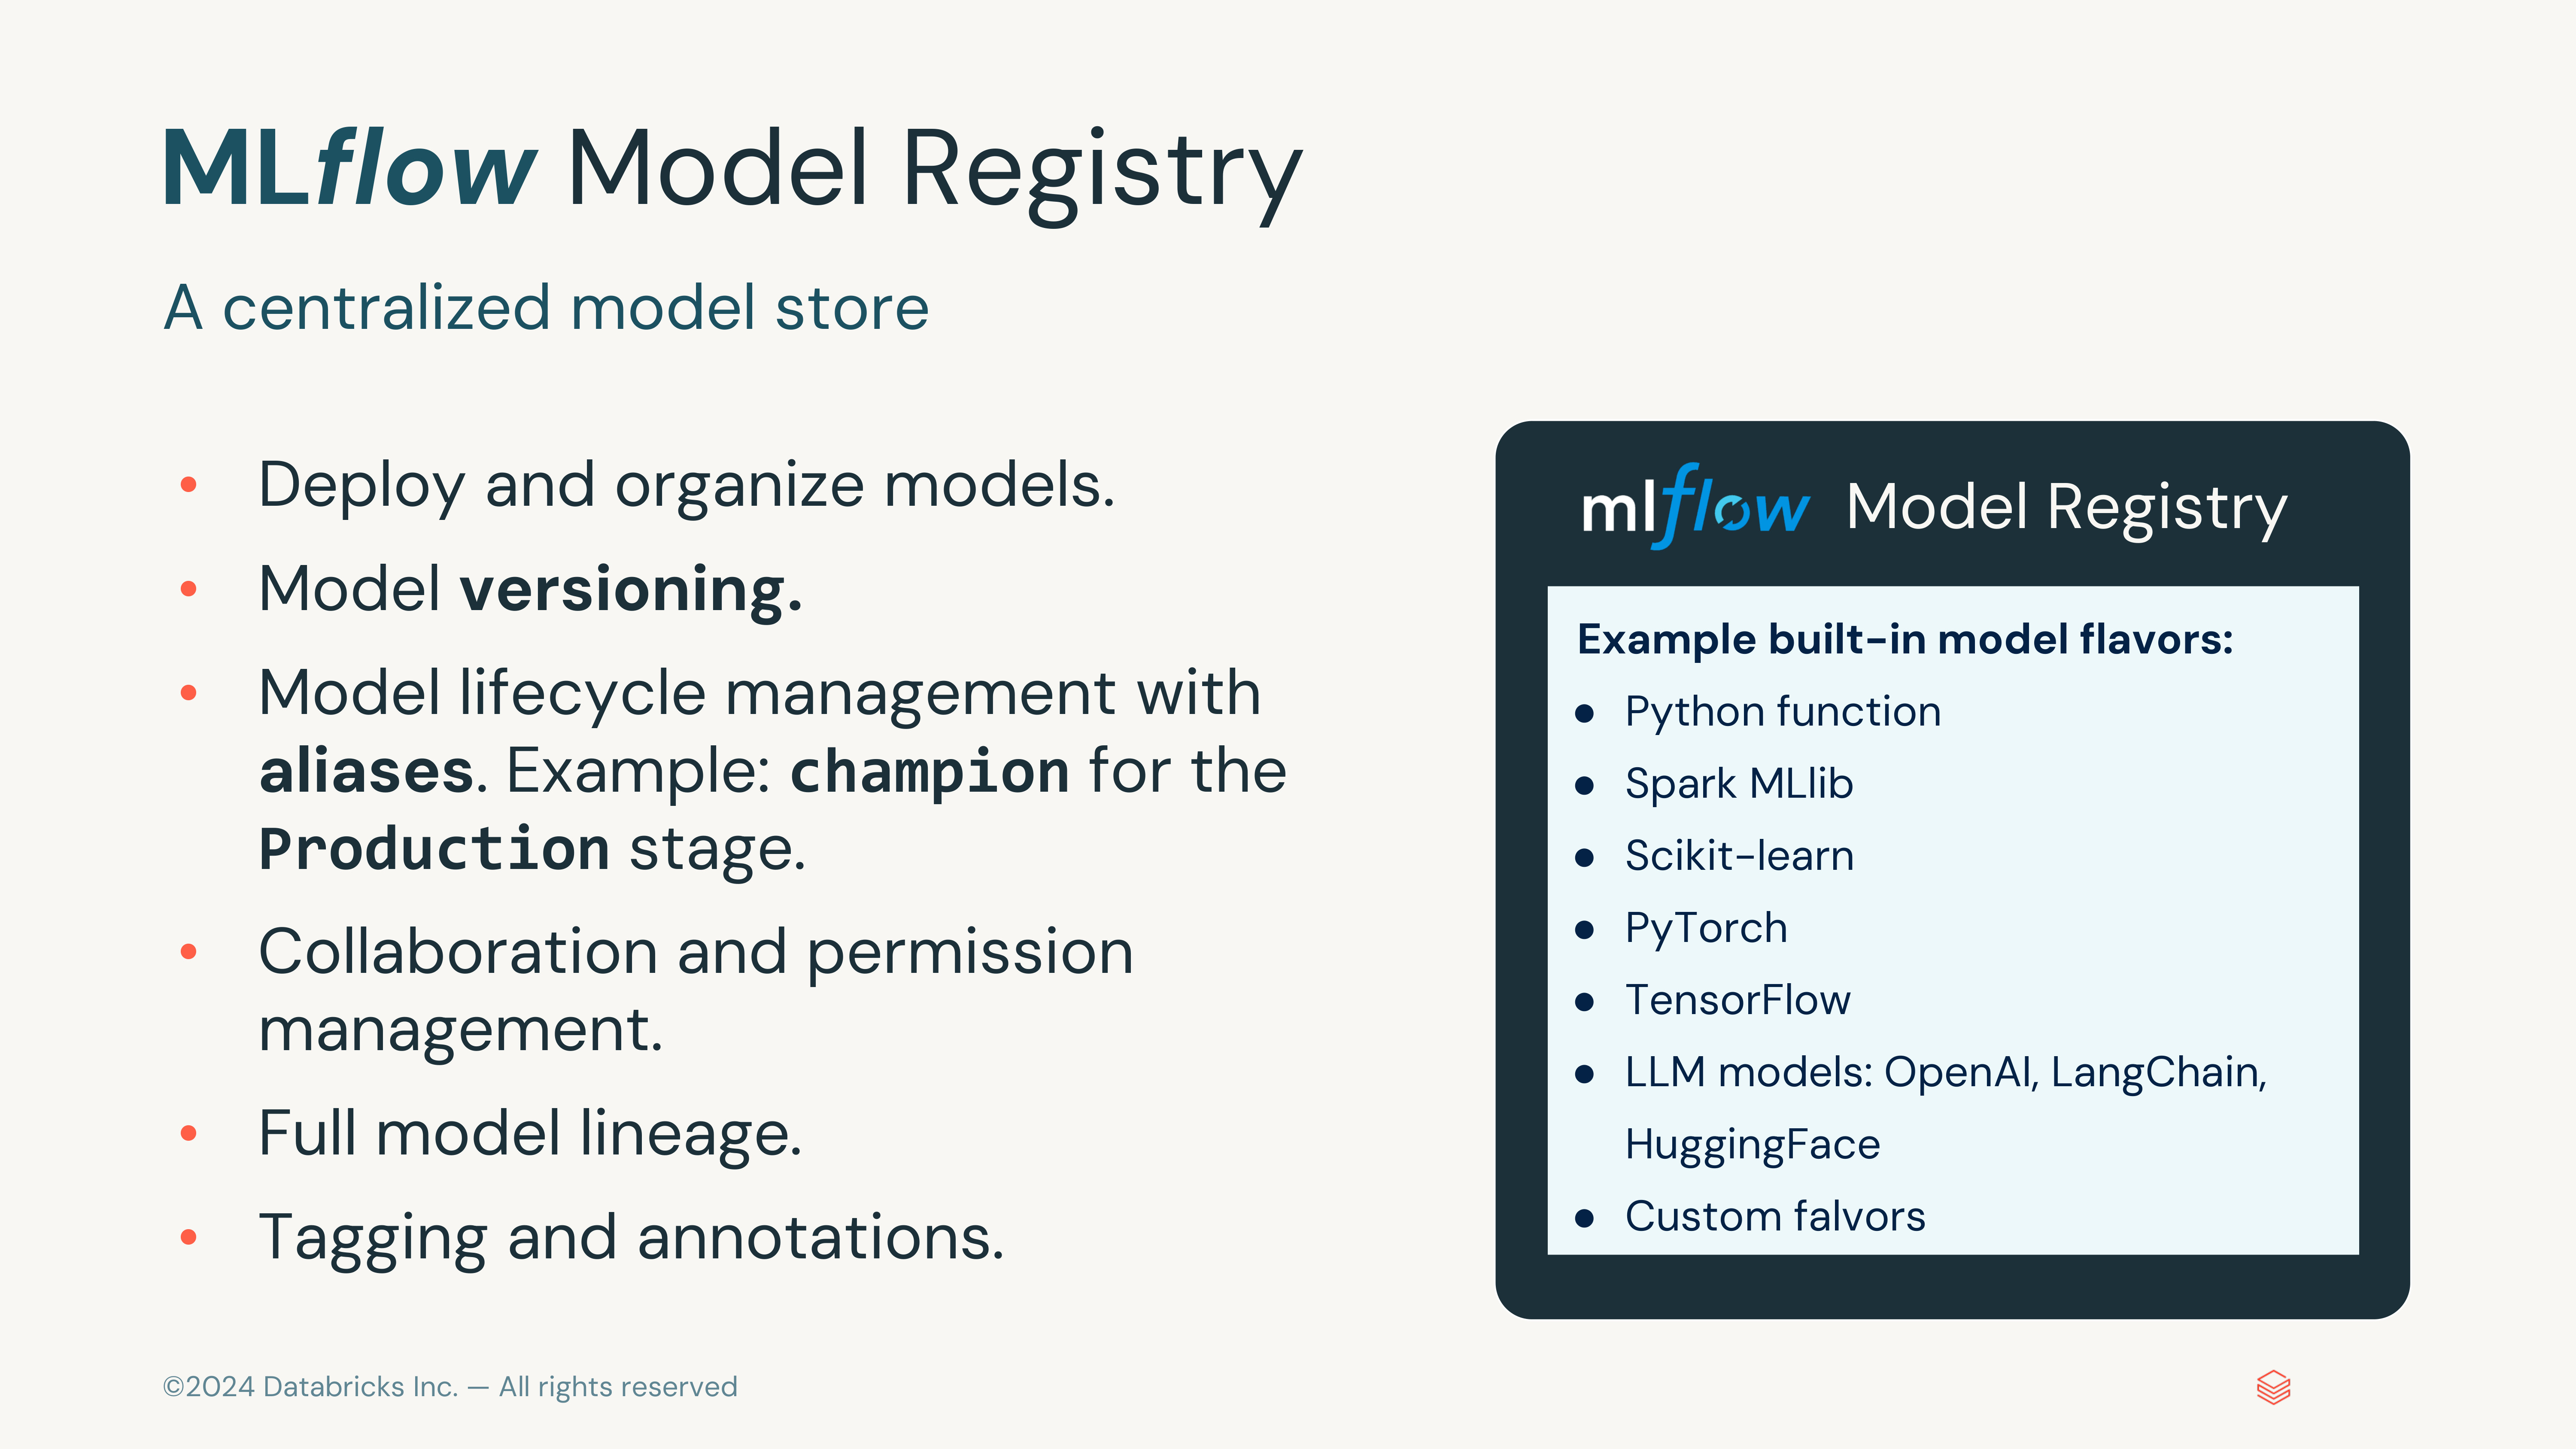 MLflow Model Registry
A centralized model store
• Deploy and organize models.
• Model versioning.
• Model lifecycle management with
aliases. Example: champion for the
Production stage.
• Collaboration and permission
management.
• Full model lineage.
• Tagging and annotations.
mlflow Model Registry
Example built-in model flavors:
● Python function
● Spark MLlib
● Scikit-learn
● PyTorch
● TensorFlow
● LLM models: OpenAI, LangChain,
HuggingFace
● Custom falvors
©2024 Databricks Inc. — All rights reserved